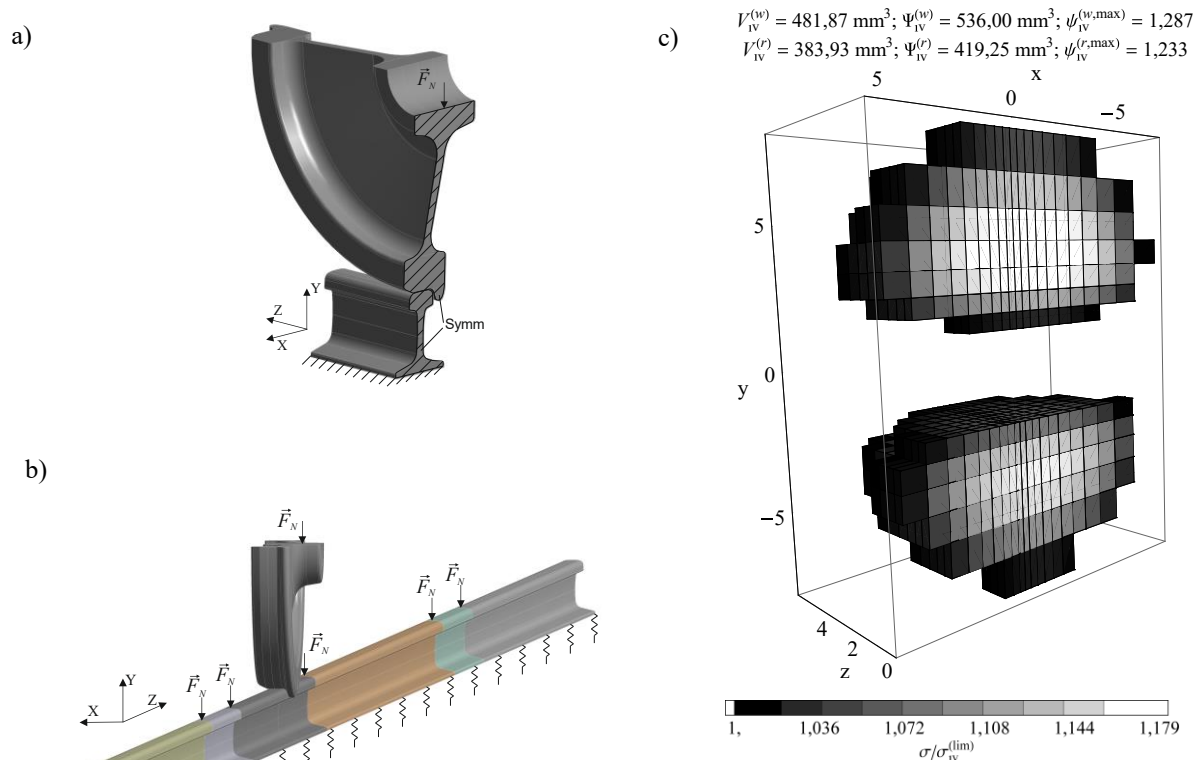 a)
F_N
Y
Z
X
Symm
b)
F_N
F_N F_N
F_N
F_N F_N
Y
Z
X
c)
V_IV^(w) = 481,87 mm³; Ψ_IV^(w) = 536,00 mm³; ψ_IV^(w,max) = 1,287
V_IV^(r) = 383,93 mm³; Ψ_IV^(r) = 419,25 mm³; ψ_IV^(r,max) = 1,233
x
5 0 −5
5
0
y
−5
4
2
0
z
1, 1,036 1,072 1,108 1,144 1,179
σ/σ_IV^(lim)